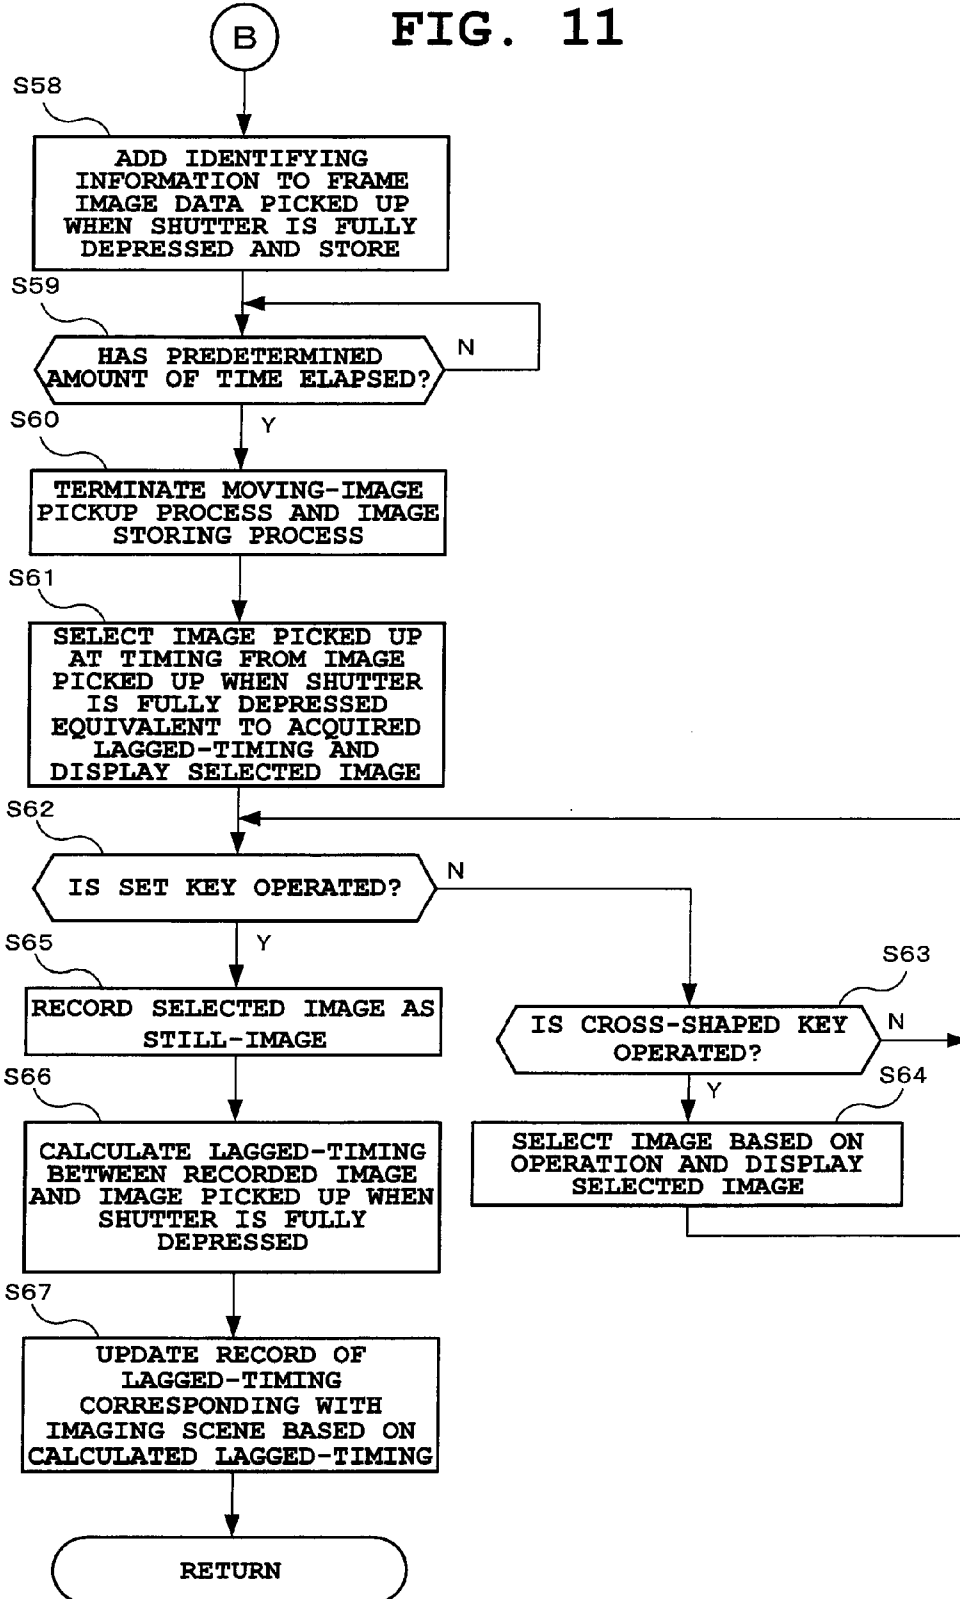 FIG. 11
B
S58
ADD IDENTIFYING
INFORMATION TO FRAME
IMAGE DATA PICKED UP
WHEN SHUTTER IS FULLY
DEPRESSED AND STORE
S59
HAS PREDETERMINED
AMOUNT OF TIME ELAPSED?
N
Y
S60
TERMINATE MOVING-IMAGE
PICKUP PROCESS AND IMAGE
STORING PROCESS
S61
SELECT IMAGE PICKED UP
AT TIMING FROM IMAGE
PICKED UP WHEN SHUTTER
IS FULLY DEPRESSED
EQUIVALENT TO ACQUIRED
LAGGED-TIMING AND
DISPLAY SELECTED IMAGE
S62
IS SET KEY OPERATED?
N
Y
S63
IS CROSS-SHAPED KEY
OPERATED?
N
Y
S64
SELECT IMAGE BASED ON
OPERATION AND DISPLAY
SELECTED IMAGE
S65
RECORD SELECTED IMAGE AS
STILL-IMAGE
S66
CALCULATE LAGGED-TIMING
BETWEEN RECORDED IMAGE
AND IMAGE PICKED UP WHEN
SHUTTER IS FULLY
DEPRESSED
S67
UPDATE RECORD OF
LAGGED-TIMING
CORRESPONDING WITH
IMAGING SCENE BASED ON
CALCULATED LAGGED-TIMING
RETURN